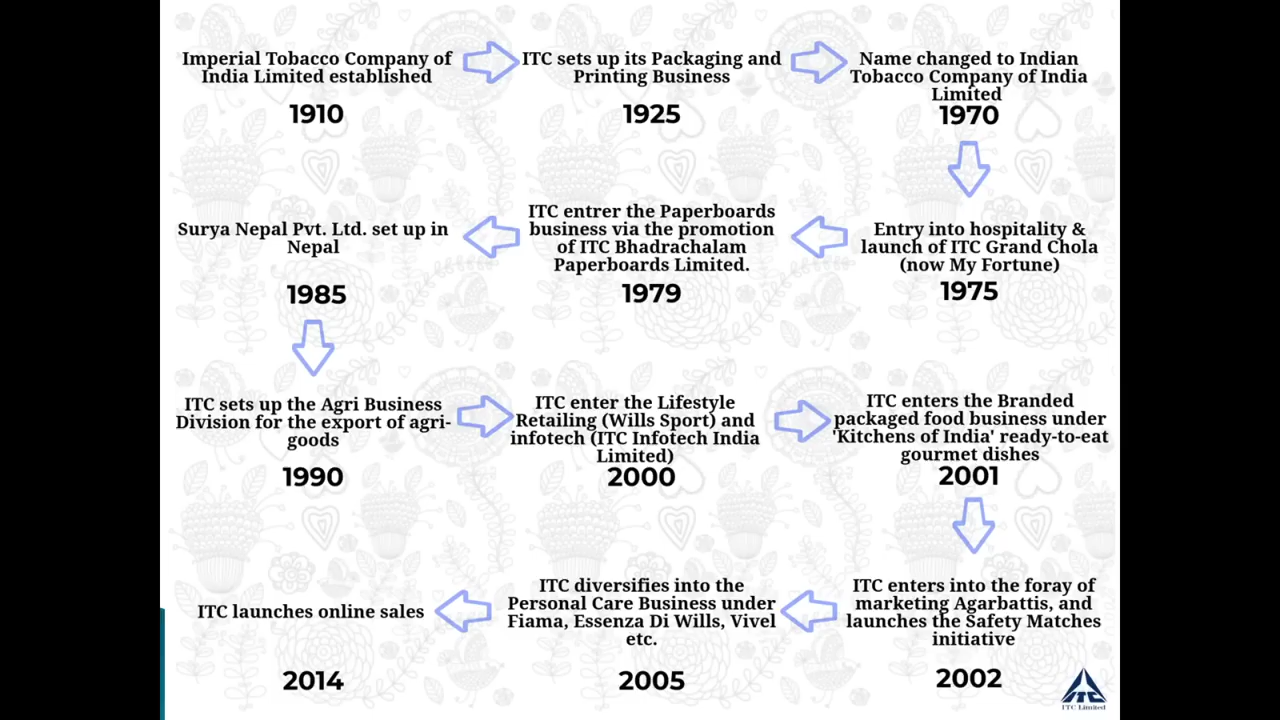 Imperial Tobacco Company of
India Limited established
1910
ITC sets up its Packaging and
Printing Business
1925
Name changed to Indian
Tobacco Company of India
Limited
1970
Entry into hospitality &
launch of ITC Grand Chola
(now My Fortune)
1975
ITC entrer the Paperboards
business via the promotion
of ITC Bhadrachalam
Paperboards Limited.
1979
Surya Nepal Pvt. Ltd. set up in
Nepal
1985
ITC sets up the Agri Business
Division for the export of agri-
goods
1990
ITC enter the Lifestyle
Retailing (Wills Sport) and
infotech (ITC Infotech India
Limited)
2000
ITC enters the Branded
packaged food business under
'Kitchens of India' ready-to-eat
gourmet dishes
2001
ITC enters into the foray of
marketing Agarbattis, and
launches the Safety Matches
initiative
2002
ITC diversifies into the
Personal Care Business under
Fiama, Essenza Di Wills, Vivel
etc.
2005
ITC launches online sales
2014
ITC
ITC Limited